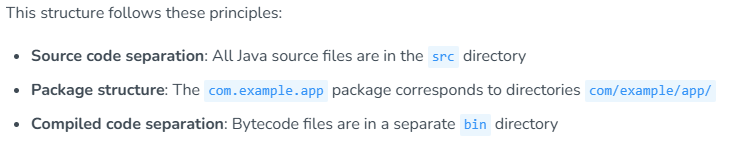 This structure follows these principles:
• Source code separation: All Java source files are in the src directory
• Package structure: The com.example.app package corresponds to directories com/example/app/
• Compiled code separation: Bytecode files are in a separate bin directory